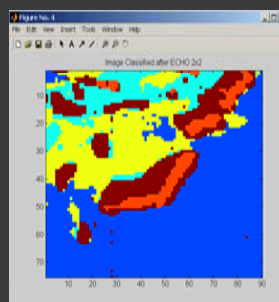 Figure No. 4
File Edit View Insert Tools Window Help
Image Classified after ECHO 2x2
10
20
30
40
50
60
70
10 20 30 40 50 60 70 80 90